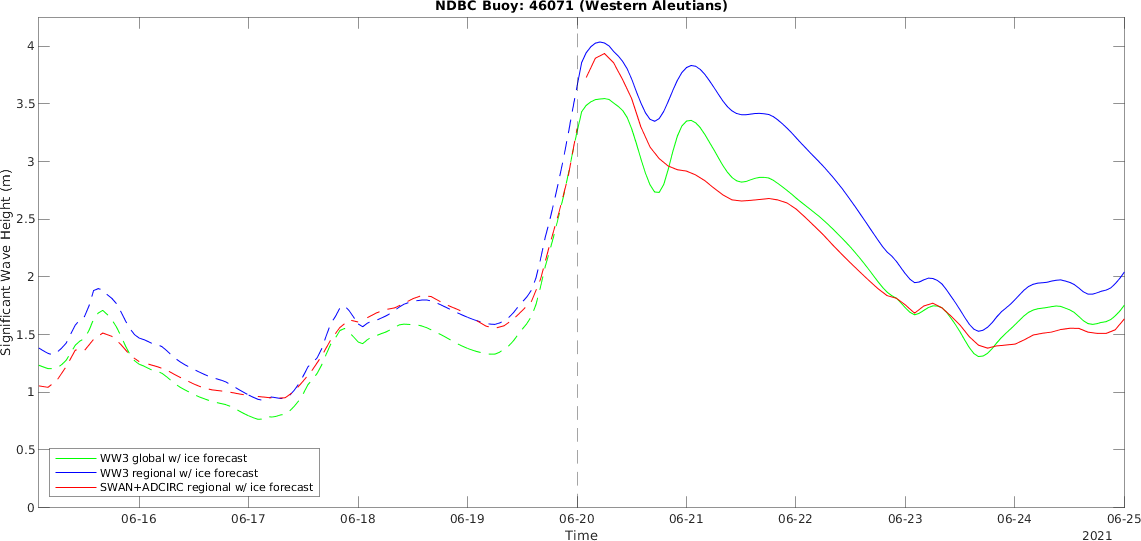 NDBC Buoy: 46071 (Western Aleutians)
4
3.5
3
2.5
2
1.5
1
0.5
0
Significant Wave Height (m)
WW3 global w/ ice forecast
WW3 regional w/ ice forecast
SWAN+ADCIRC regional w/ ice forecast
06-16 06-17 06-18 06-19 06-20 06-21 06-22 06-23 06-24 06-25
Time 2021